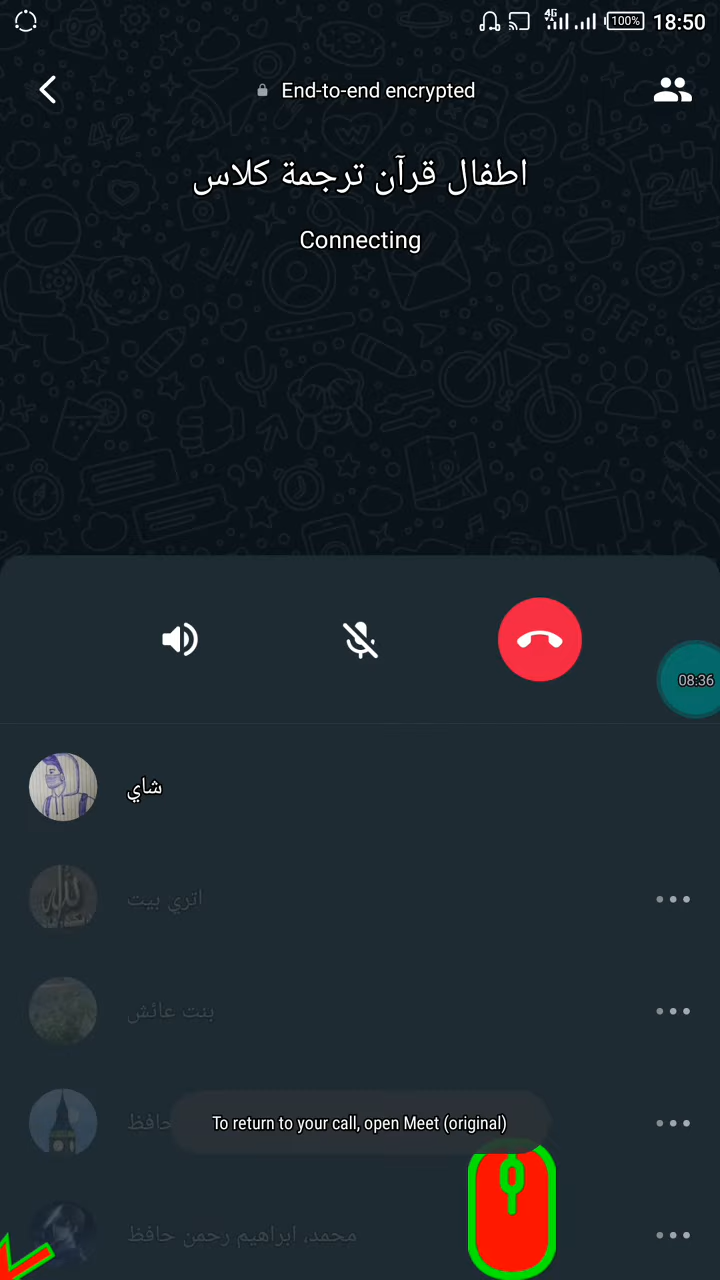 4G
100%
18:50
End-to-end encrypted
اطفال قرآن ترجمة كلاس
Connecting
08:36
شاي
اتري بيت
بنت عائش
حافظ
To return to your call, open Meet (original)
محمد، ابراهيم رحمن حافظ